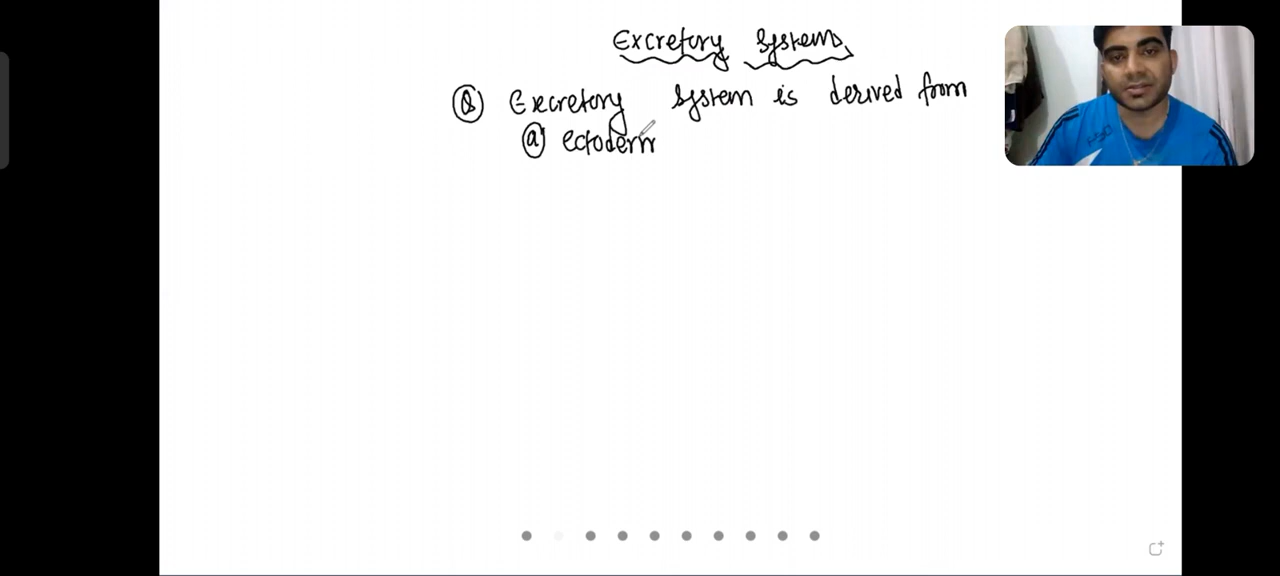 Excretory System
Q Excretory System is derived from
a ectoderm